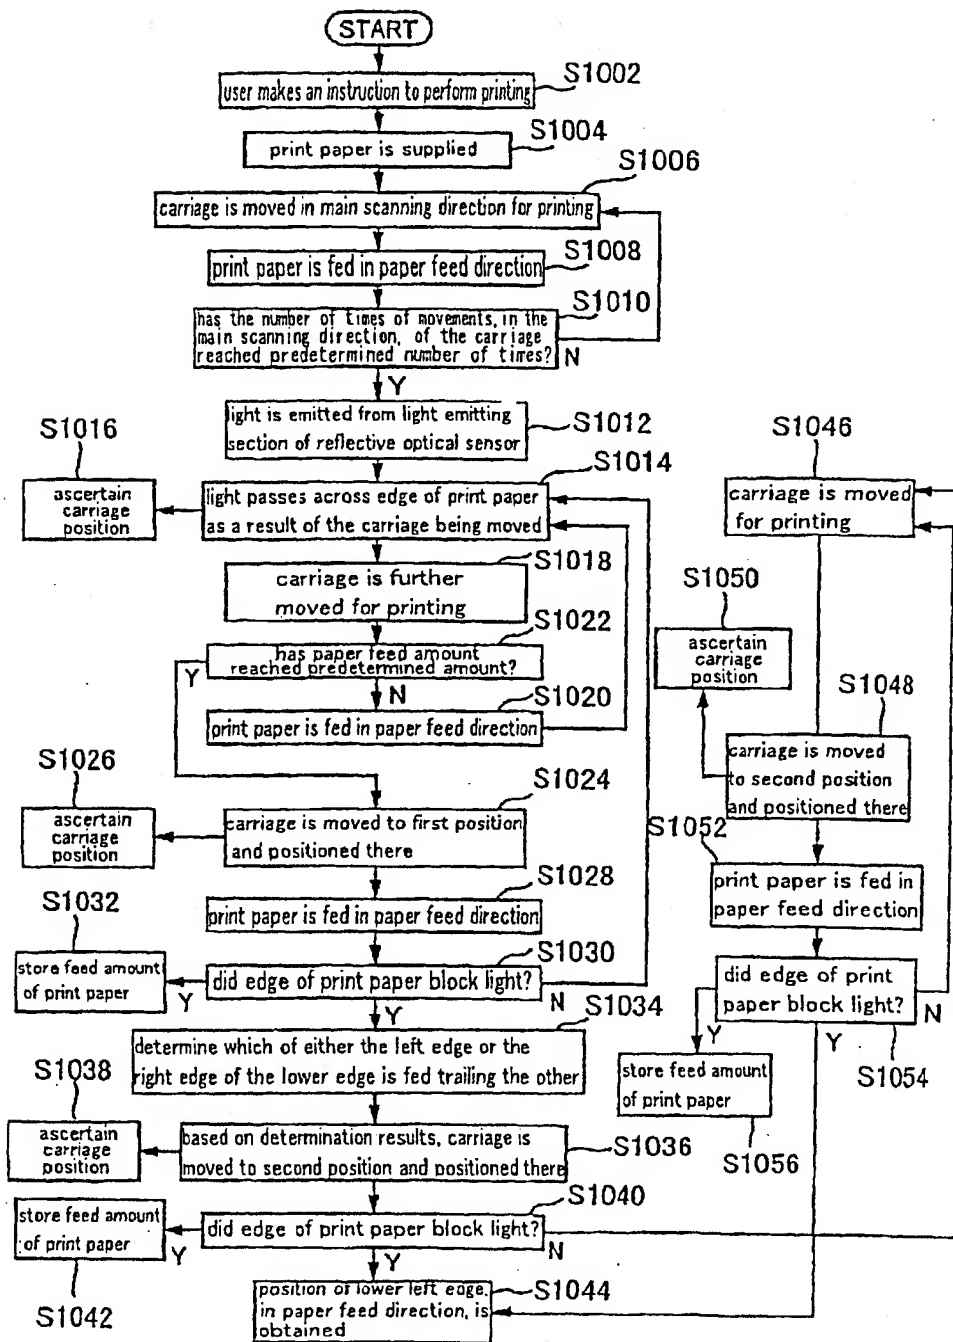 START
S1002
user makes an instruction to perform printing
S1004
print paper is supplied
S1006
carriage is moved in main scanning direction for printing
S1008
print paper is fed in paper feed direction
S1010
has the number of times of movements, in the
main scanning direction, of the carriage
reached predetermined number of times?
N
Y
light is emitted from light emitting
section of reflective optical sensor
S1012
S1014
S1016
ascertain
carriage
position
light passes across edge of print paper
as a result of the carriage being moved
S1018
carriage is further
moved for printing
S1022
has paper feed amount
reached predetermined amount?
Y
N
S1020
print paper is fed in paper feed direction
S1026
ascertain
carriage
position
S1024
carriage is moved to first position
and positioned there
S1028
print paper is fed in paper feed direction
S1032
store feed amount
of print paper
S1030
did edge of print paper block light?
Y
N
Y
S1034
determine which of either the left edge or the
right edge of the lower edge is fed trailing the other
S1038
ascertain
carriage
position
based on determination results, carriage is
moved to second position and positioned there
S1036
S1040
store feed amount
of print paper
did edge of print paper block light?
Y
N
Y
S1042
position of lower left edge,
in paper feed direction, is
obtained
S1044
S1046
carriage is moved
for printing
S1050
ascertain
carriage
position
S1048
carriage is moved
to second position
and positioned there
S1052
print paper is fed in
paper feed direction
did edge of print
paper block light?
N
Y
Y
S1054
store feed amount
of print paper
S1056